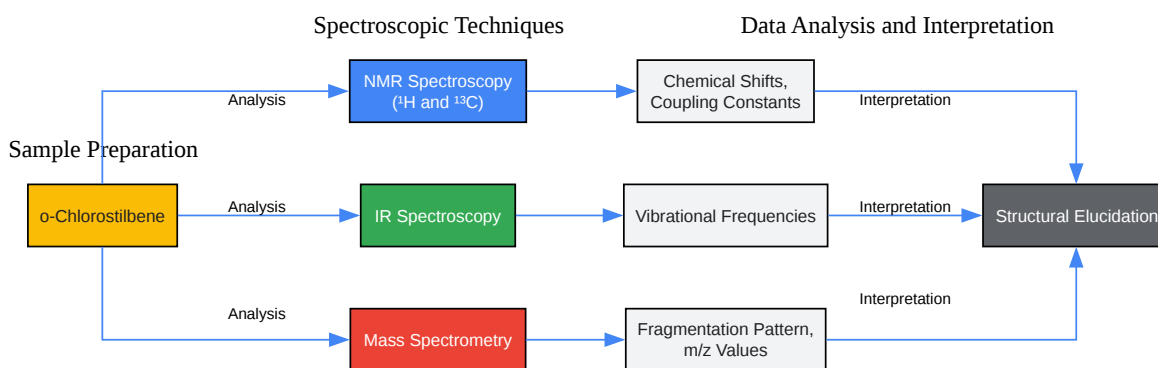 Spectroscopic Techniques
Data Analysis and Interpretation
NMR Spectroscopy
(¹H and ¹³C)
Chemical Shifts,
Coupling Constants
Analysis
Interpretation
Sample Preparation
o-Chlorostilbene
Analysis
IR Spectroscopy
Vibrational Frequencies
Interpretation
Structural Elucidation
Analysis
Mass Spectrometry
Fragmentation Pattern,
m/z Values
Interpretation